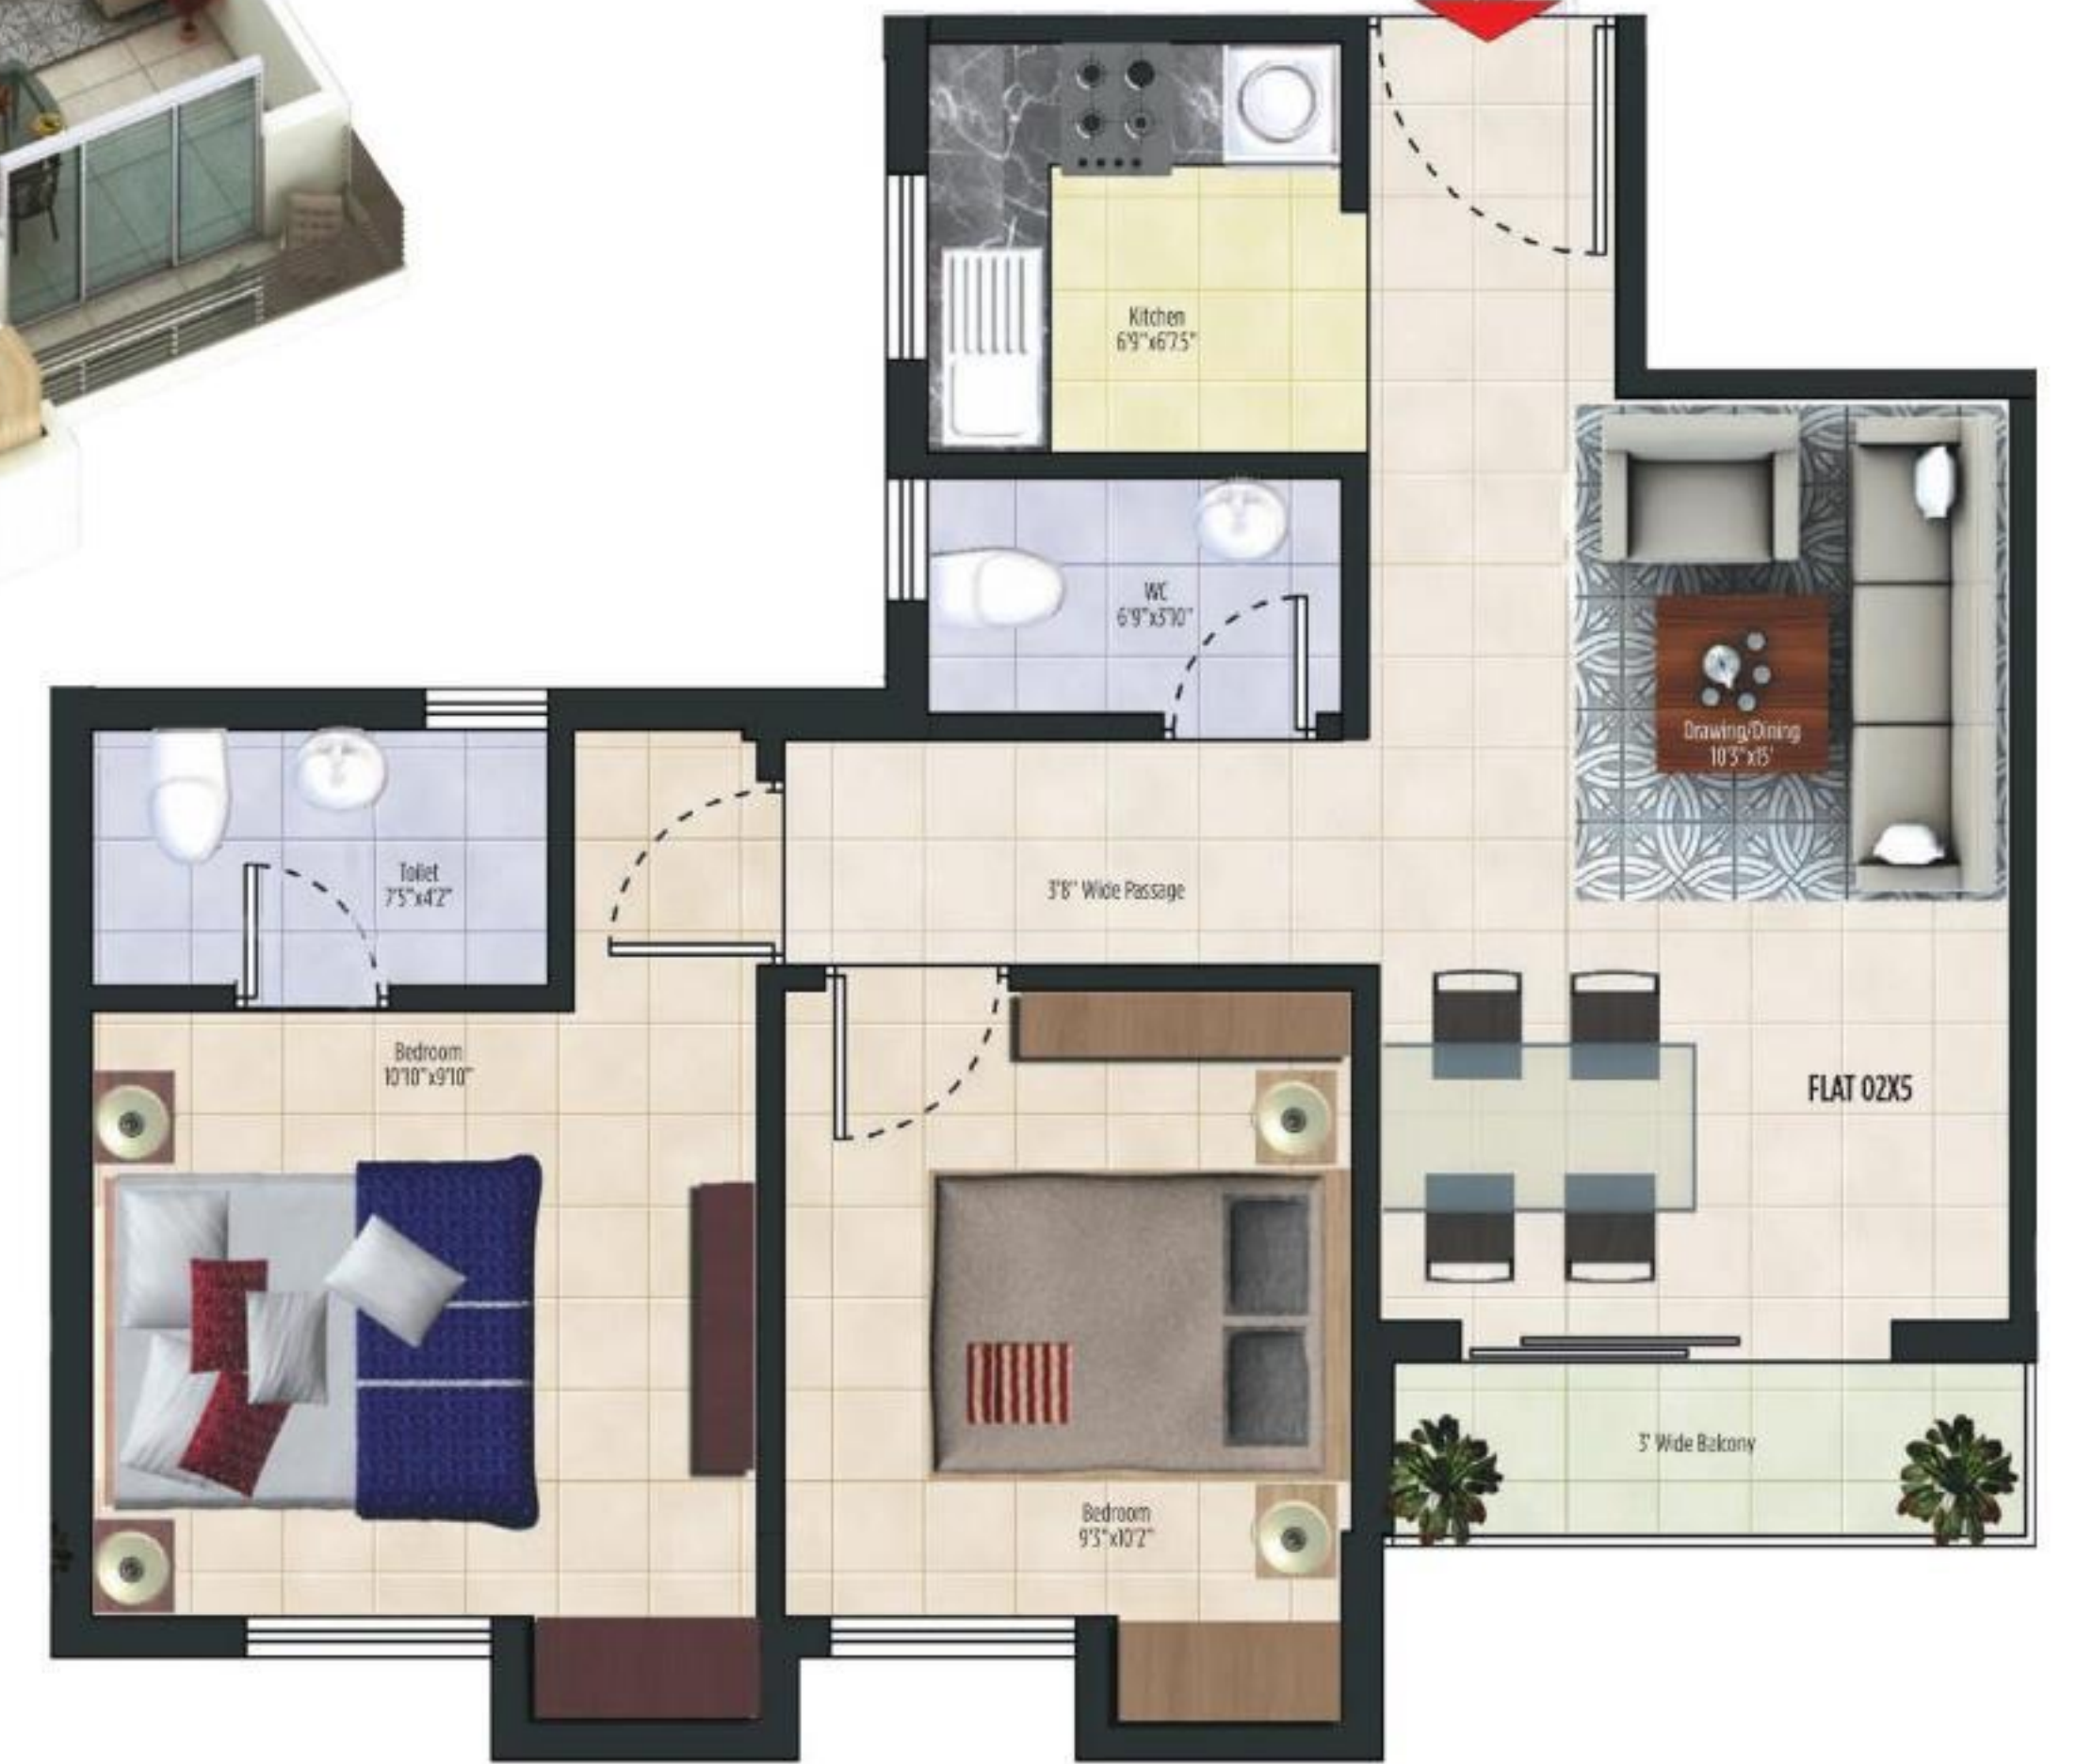 Kitchen
6'9"x6'7.5"
WC
6'9"x3'10"
Drawing/Dining
10'3"x15'
Toilet
7'5"x4'2"
3'8" Wide Passage
Bedroom
10'10"x9'10"
FLAT 02X5
3' Wide Balcony
Bedroom
9'3"x10'2"